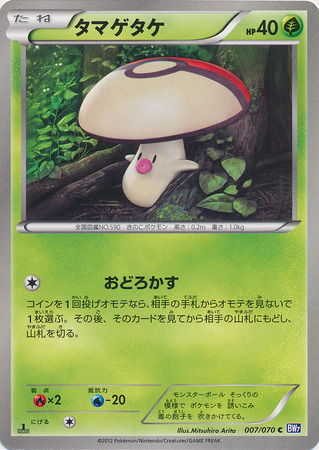 たね タマゲタケ HP40
全国図鑑NO.590 きのこポケモン 高さ：0.2m 重さ：1.0kg
おどろかす
コインを1回投げオモテなら、相手の手札からオモテを見ないで
1枚選ぶ。その後、そのカードを見てから相手の山札にもどし、
山札を切る。
弱点 抵抗力
×2 -20
にげる
モンスターボール そっくりの
模様で ポケモンを 誘いこみ
毒の胞子を 吹きかけてくる。
Illus.Mitsuhiro Arita 007/070 C BW7
©2012 Pokémon/Nintendo/Creatures/GAME FREAK.